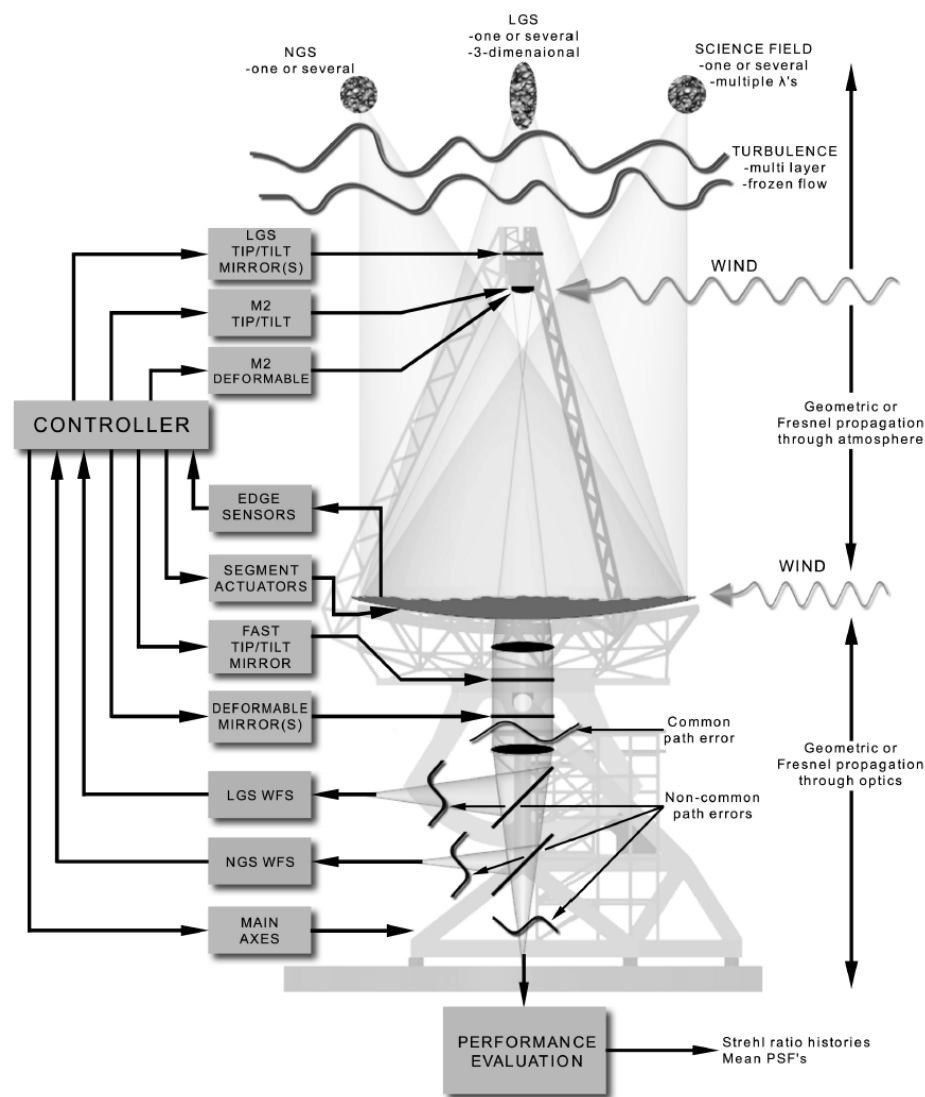 LGS
-one or several
-3-dimenaional
NGS
-one or several
SCIENCE FIELD
-one or several
-multiple λ's
TURBULENCE
-multi layer
-frozen flow
LGS
TIP/TILT
MIRROR(S)
WIND
M2
TIP/TILT
M2
DEFORMABLE
CONTROLLER
Geometric or
Fresnel propagation
through atmosphere
EDGE
SENSORS
WIND
SEGMENT
ACTUATORS
FAST
TIP/TILT
MIRROR
DEFORMABLE
MIRROR(S)
Common
path error
Geometric or
Fresnel propagation
through optics
LGS WFS
Non-common
path errors
NGS WFS
MAIN
AXES
PERFORMANCE
EVALUATION
Strehl ratio histories
Mean PSF's